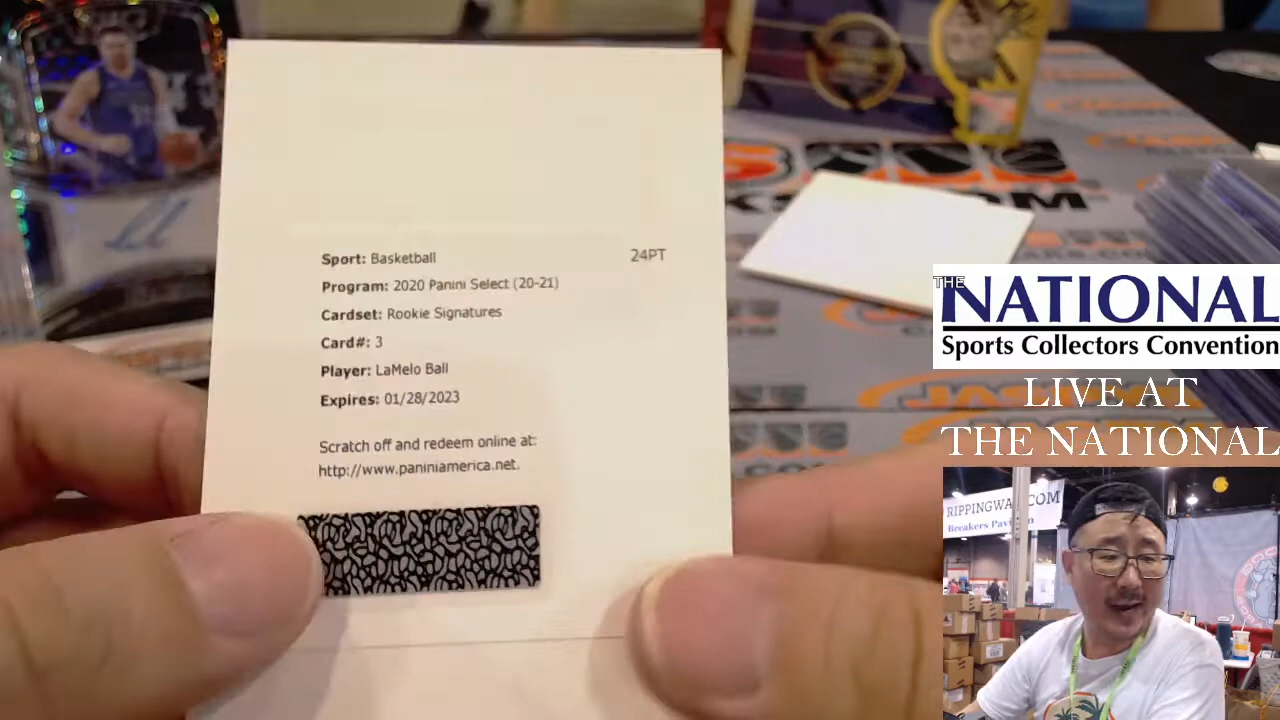 Sport: Basketball
24PT
Program: 2020 Panini Select (20-21)
Cardset: Rookie Signatures
Card#: 3
Player: LaMelo Ball
Expires: 01/28/2023
Scratch off and redeem online at:
http://www.paniniamerica.net.
THE
NATIONAL
Sports Collectors Convention
LIVE AT
THE NATIONAL
Breakers Pavilion